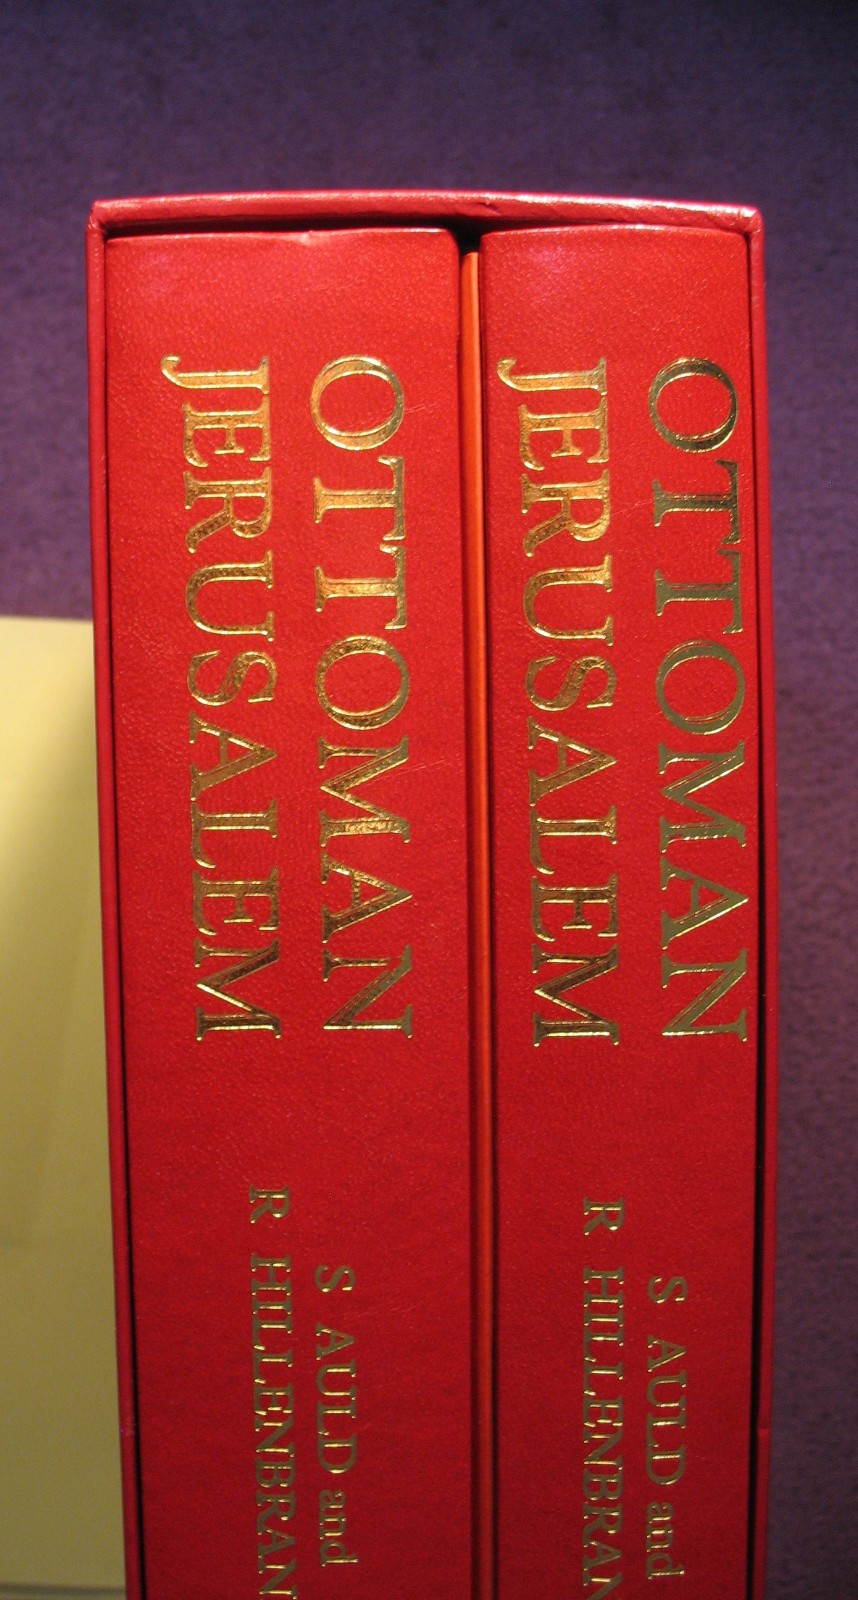 OTTOMAN
JERUSALEM
S AULD and
R HILLENBRAN
OTTOMAN
JERUSALEM
S AULD and
R HILLENBRAN